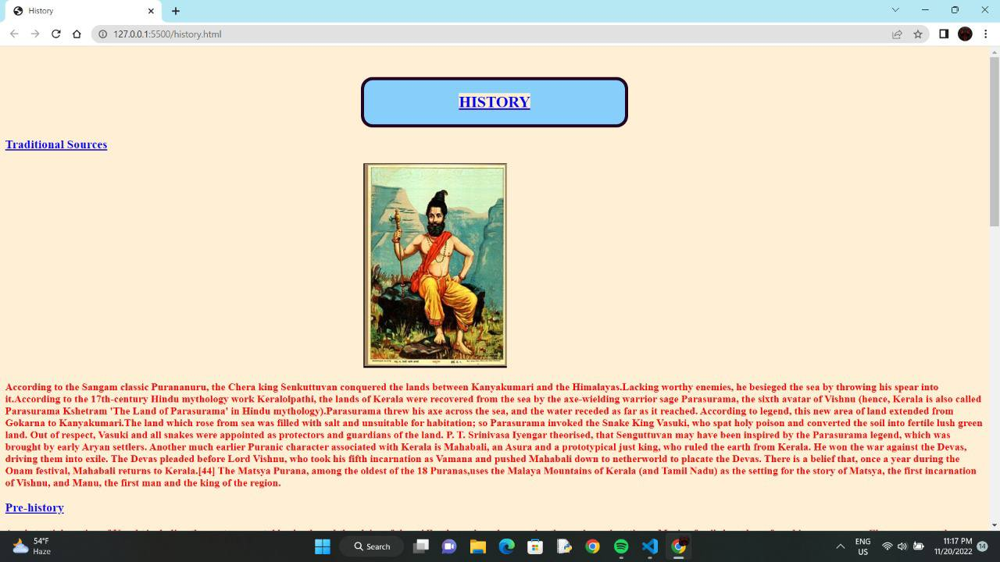 History
127.0.0.1:5500/history.html
HISTORY
Traditional Sources
According to the Sangam classic Purananuru, the Chera king Senkuttuvan conquered the lands between Kanyakumari and the Himalayas.Lacking worthy enemies, he besieged the sea by throwing his spear into
it.According to the 17th-century Hindu mythology work Keralolpathi, the lands of Kerala were recovered from the sea by the axe-wielding warrior sage Parasurama, the sixth avatar of Vishnu (hence, Kerala is also called
Parasurama Kshetram 'The Land of Parasurama' in Hindu mythology).Parasurama threw his axe across the sea, and the water receded as far as it reached. According to legend, this new area of land extended from
Gokarna to Kanyakumari.The land which rose from sea was filled with salt and unsuitable for habitation; so Parasurama invoked the Snake King Vasuki, who spat holy poison and converted the soil into fertile lush green
land. Out of respect, Vasuki and all snakes were appointed as protectors and guardians of the land. P. T. Srinivasa Iyengar theorised, that Senguttuvan may have been inspired by the Parasurama legend, which was
brought by early Aryan settlers. Another much earlier Puranic character associated with Kerala is Mahabali, an Asura and a prototypical just king, who ruled the earth from Kerala. He won the war against the Devas,
driving them into exile. The Devas pleaded before Lord Vishnu, who took his fifth incarnation as Vamana and pushed Mahabali down to netherworld to placate the Devas. There is a belief that, once a year during the
Onam festival, Mahabali returns to Kerala.[44] The Matsya Purana, among the oldest of the 18 Puranas,uses the Malaya Mountains of Kerala (and Tamil Nadu) as the setting for the story of Matsya, the first incarnation
of Vishnu, and Manu, the first man and the king of the region.
Pre-history
54°F
Haze
Search
ENG
US
11:17 PM
11/20/2022
14